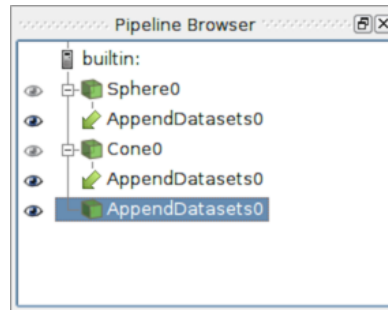 Pipeline Browser
builtin:
Sphere0
AppendDatasets0
Cone0
AppendDatasets0
AppendDatasets0